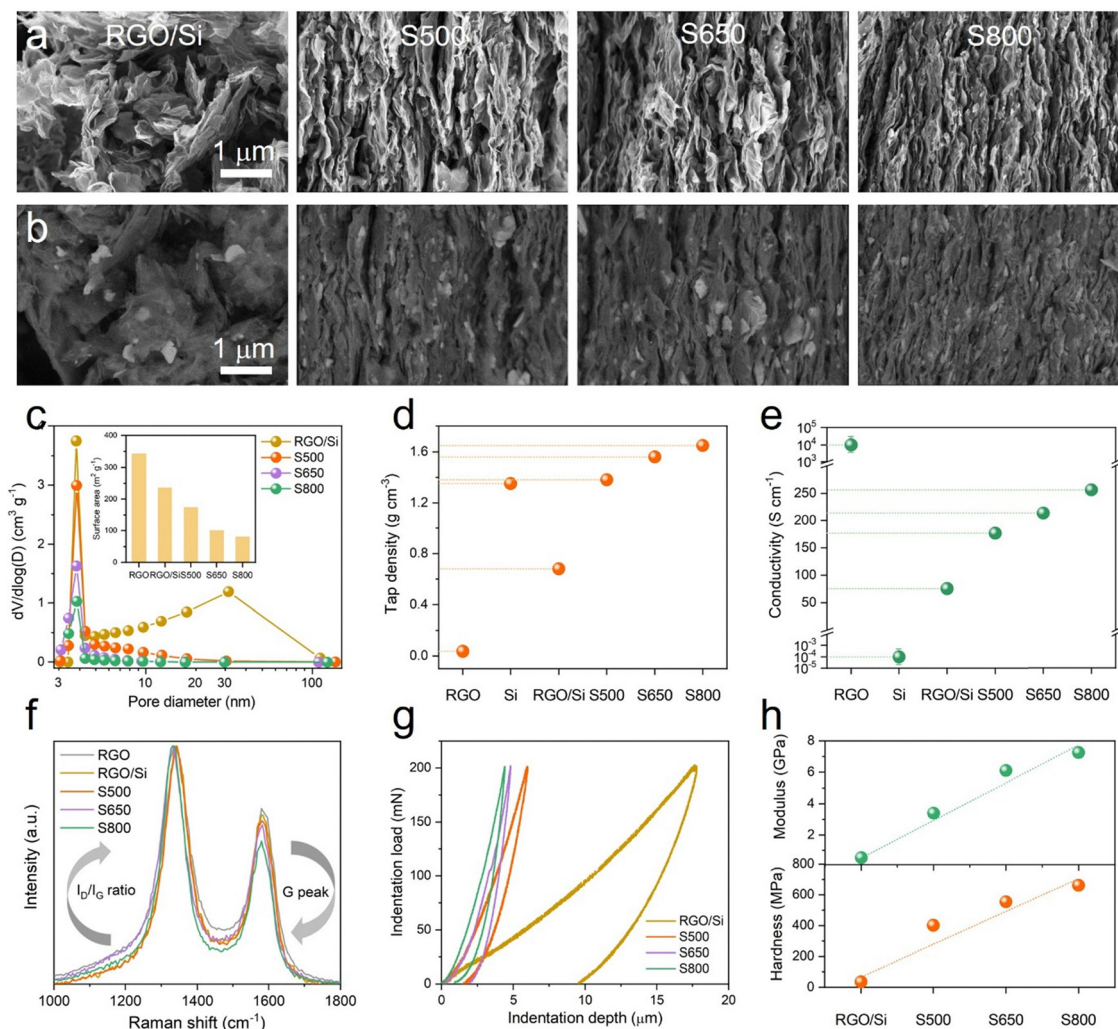 a
RGO/Si
S500
S650
S800
1 μm
b
1 μm
c
dV/dlog(D) (cm³ g⁻¹)
4
3
2
1
0
3
10
30
100
Pore diameter (nm)
RGO/Si
S500
S650
S800
Surface area (m² g⁻¹)
400
300
200
100
0
RGO RGO/Si S500 S650 S800
d
Tap density (g cm⁻³)
1.6
1.2
0.8
0.4
0.0
RGO Si RGO/Si S500 S650 S800
e
Conductivity (S cm⁻¹)
10⁵
10⁴
10³
250
200
150
100
50
10⁻³
10⁻⁴
10⁻⁵
RGO Si RGO/Si S500 S650 S800
f
Intensity (a.u.)
RGO
RGO/Si
S500
S650
S800
I_D/I_G ratio
G peak
1000 1200 1400 1600 1800
Raman shift (cm⁻¹)
g
Indentation load (mN)
200
175
150
125
100
75
50
25
0
RGO/Si
S500
S650
S800
0 5 10 15 20
Indentation depth (μm)
h
Modulus (GPa)
8
6
4
2
Hardness (MPa)
800
600
400
200
0
RGO/Si S500 S650 S800